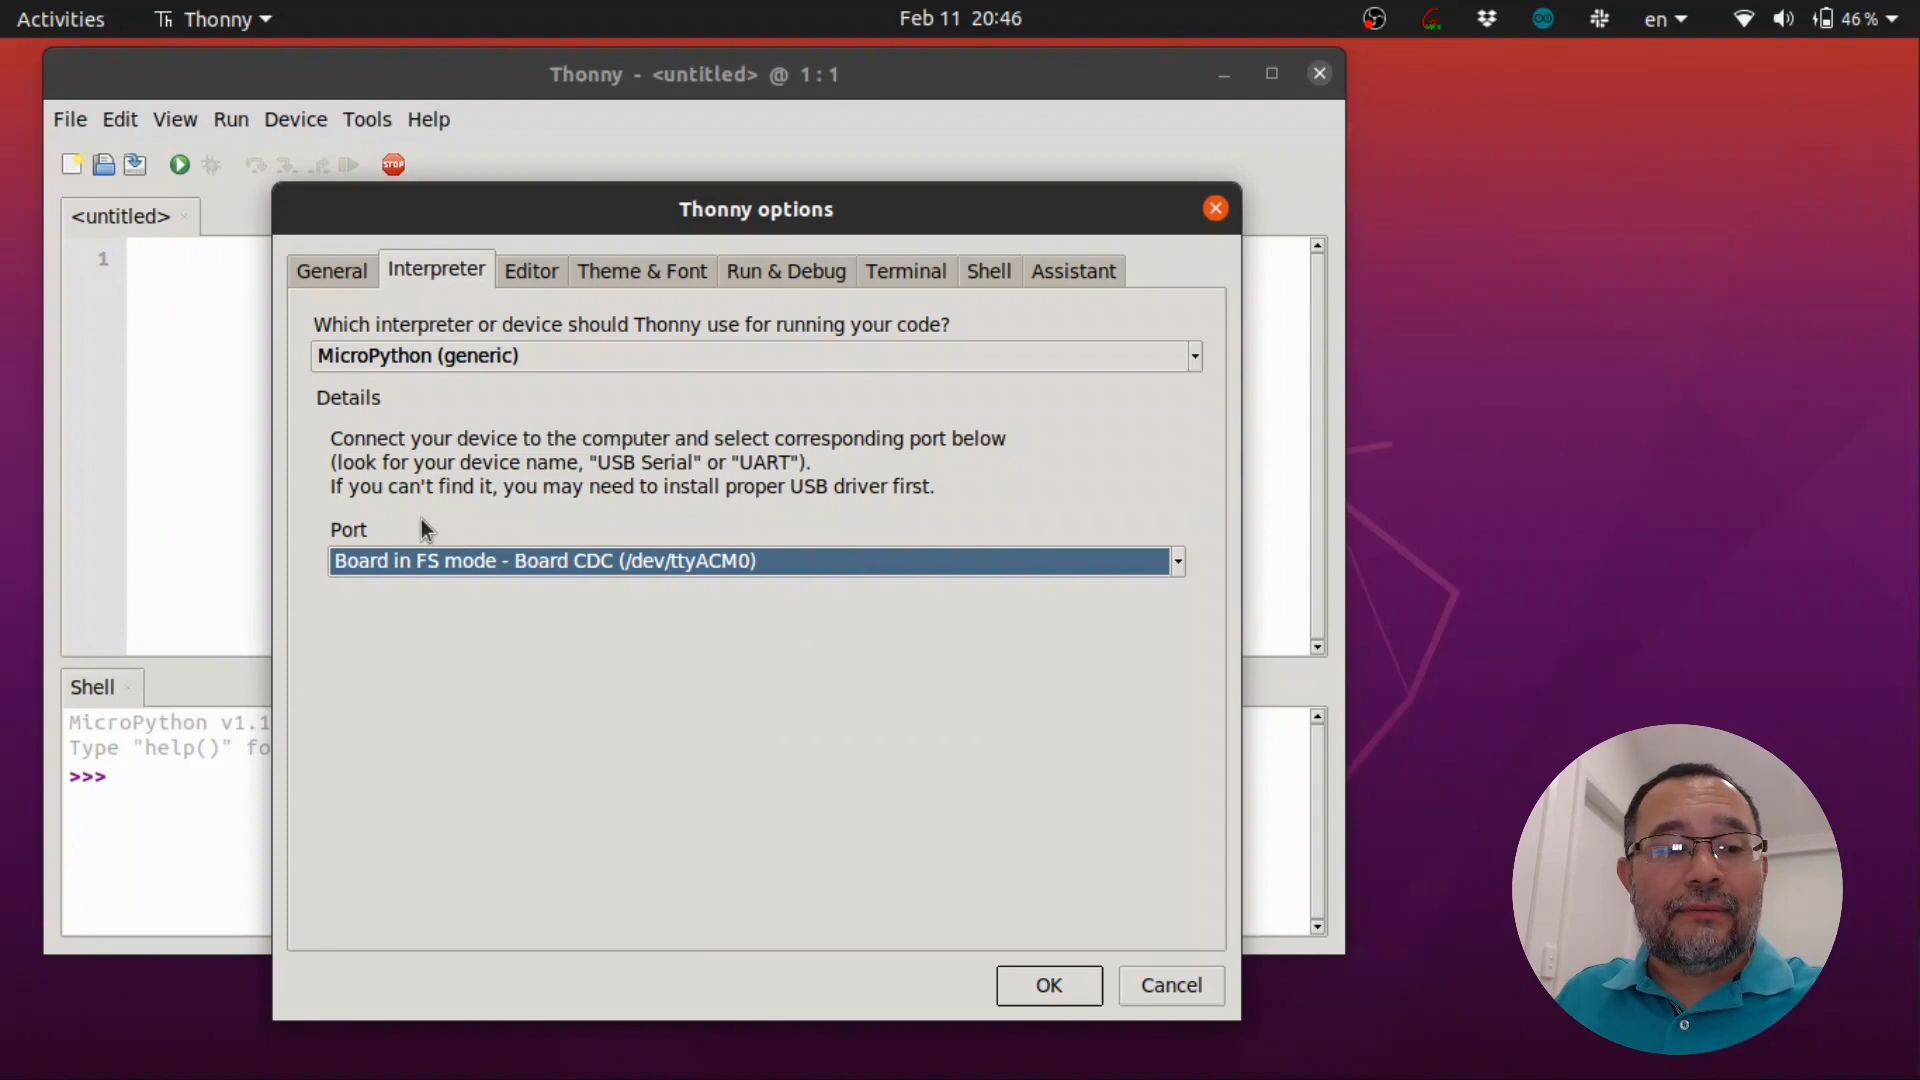 Activities
Thonny
Feb 11 20:46
en
46 %
Thonny - <untitled> @ 1:1
File Edit View Run Device Tools Help
STOP
<untitled>
1
Thonny options
General Interpreter Editor Theme & Font Run & Debug Terminal Shell Assistant
Which interpreter or device should Thonny use for running your code?
MicroPython (generic)
Details
Connect your device to the computer and select corresponding port below
(look for your device name, "USB Serial" or "UART").
If you can't find it, you may need to install proper USB driver first.
Port
Board in FS mode - Board CDC (/dev/ttyACM0)
Shell
MicroPython v1.1
Type "help()" fo
>>>
OK Cancel